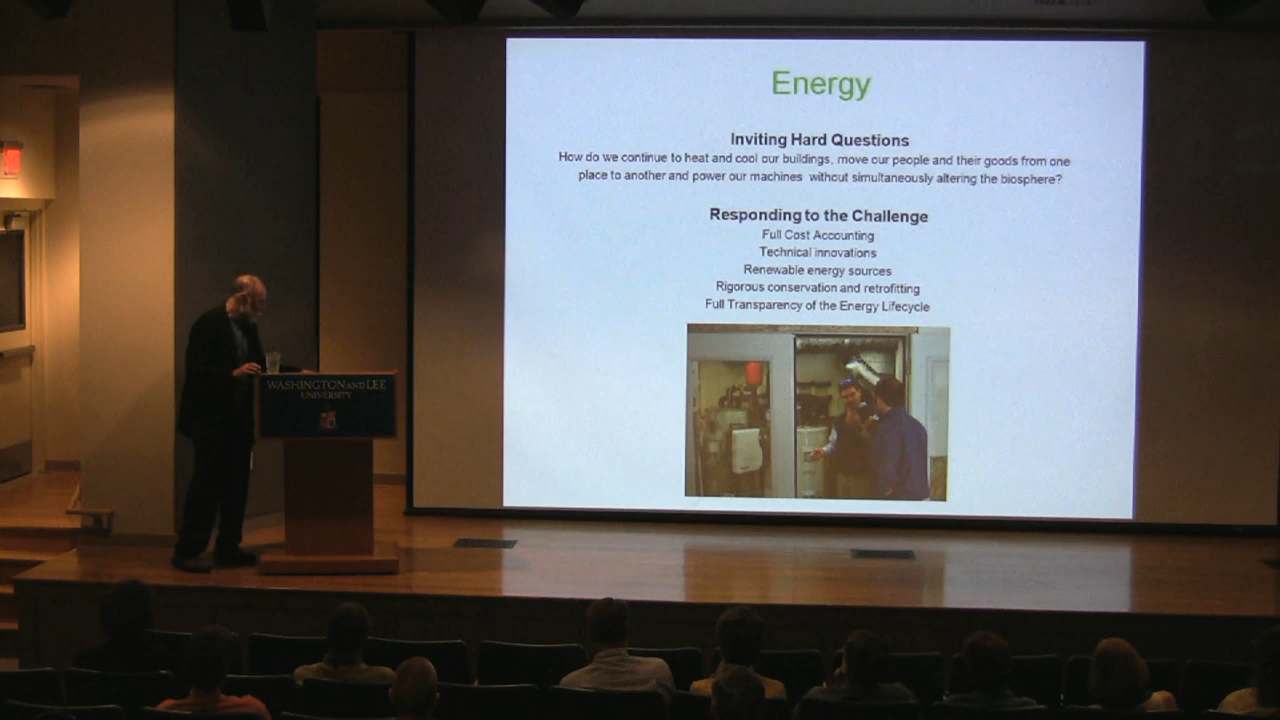 Energy
Inviting Hard Questions
How do we continue to heat and cool our buildings, move our people and their goods from one
place to another and power our machines without simultaneously altering the biosphere?
Responding to the Challenge
Full Cost Accounting
Technical innovations
Renewable energy sources
Rigorous conservation and retrofitting
Full Transparency of the Energy Lifecycle
WASHINGTON AND LEE
UNIVERSITY